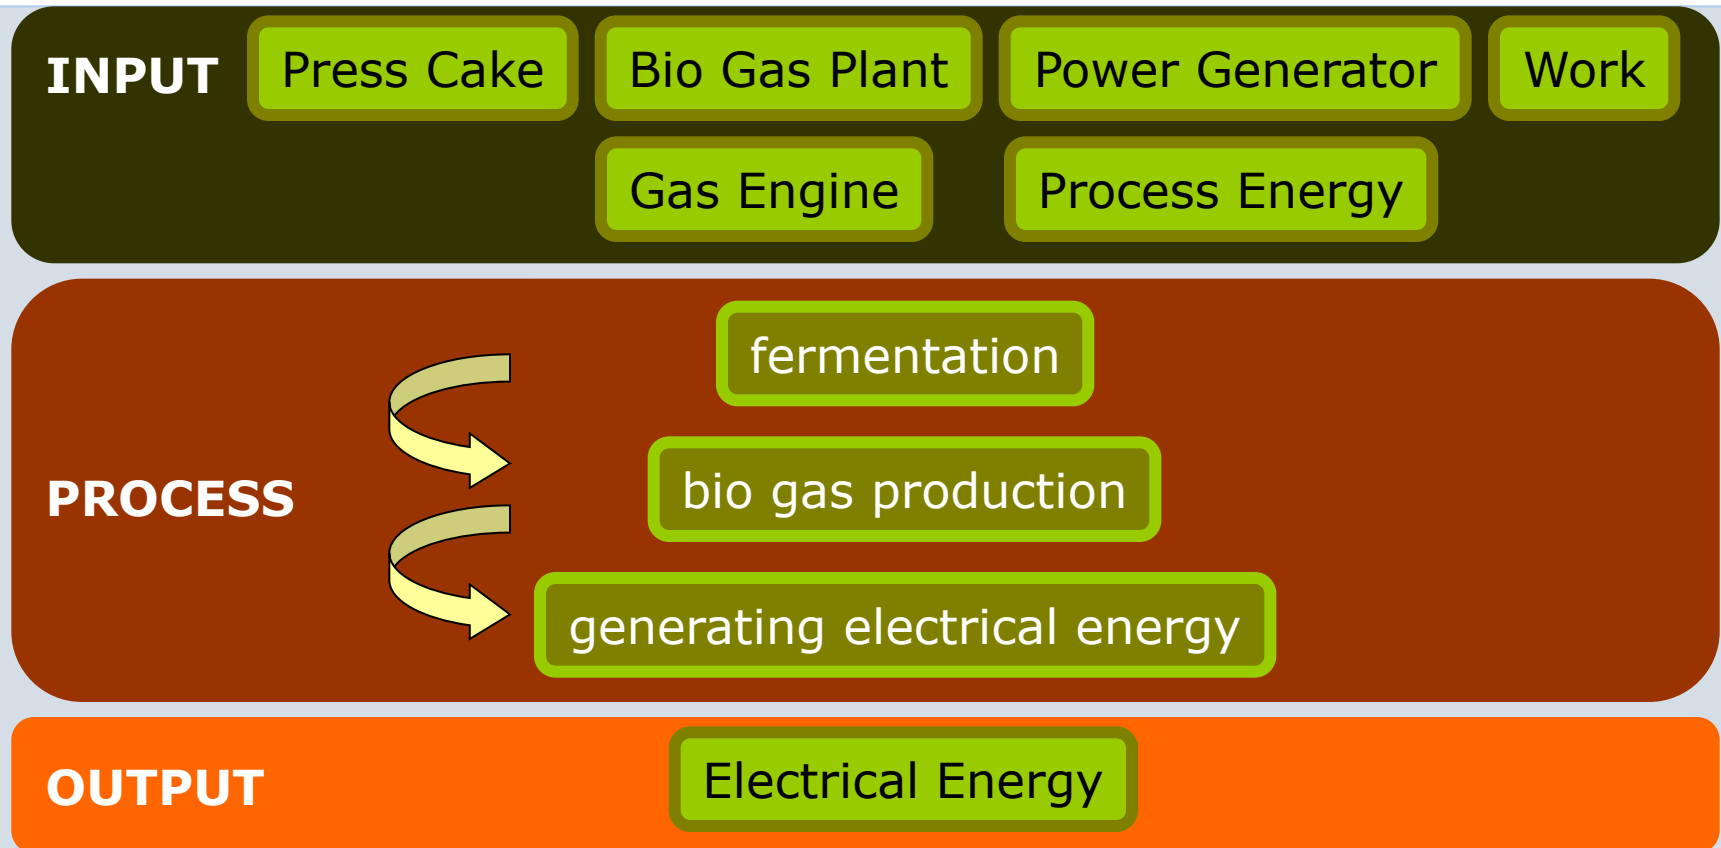 INPUT Press Cake Bio Gas Plant Power Generator Work
Gas Engine Process Energy
fermentation
PROCESS bio gas production
generating electrical energy
OUTPUT Electrical Energy